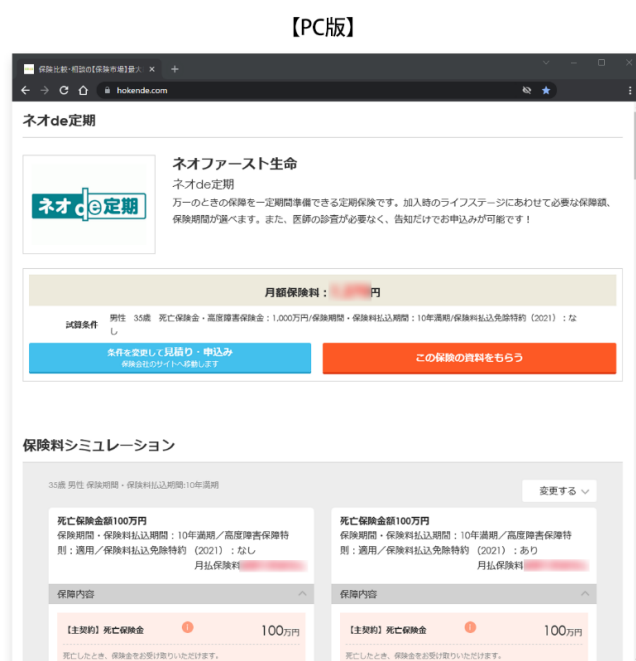 【PC版】
保険比較・相談の【保険市場】最大
hokende.com
ネオde定期
ネオde定期
ネオファースト生命
ネオde定期
万一のときの保障を一定期間準備できる定期保険です。加入時のライフステージにあわせて必要な保障額、
保険期間が選べます。また、医師の診査が必要なく、告知だけでお申込みが可能です！
月額保険料：円
試算条件
男性 35歳 死亡保険金・高度障害保険金：1,000万円/保険期間・保険料払込期間：10年満期/保険料払込免除特約（2021）：な
し
条件を変更して見積り・申込み
保険会社のサイトへ移動します
この保険の資料をもらう
保険料シミュレーション
35歳 男性 保険期間・保険料払込期間:10年満期
変更する
死亡保険金額100万円
保険期間・保険料払込期間：10年満期／高度障害保険特
則：適用／保険料払込免除特約 （2021）：なし
月払保険料
保障内容
【主契約】死亡保険金
100万円
死亡したとき、保険金をお受け取りいただけます。
死亡保険金額100万円
保険期間・保険料払込期間：10年満期／高度障害保険特
則：適用／保険料払込免除特約 （2021）：あり
月払保険料
保障内容
【主契約】死亡保険金
100万円
死亡したとき、保険金をお受け取りいただけます。